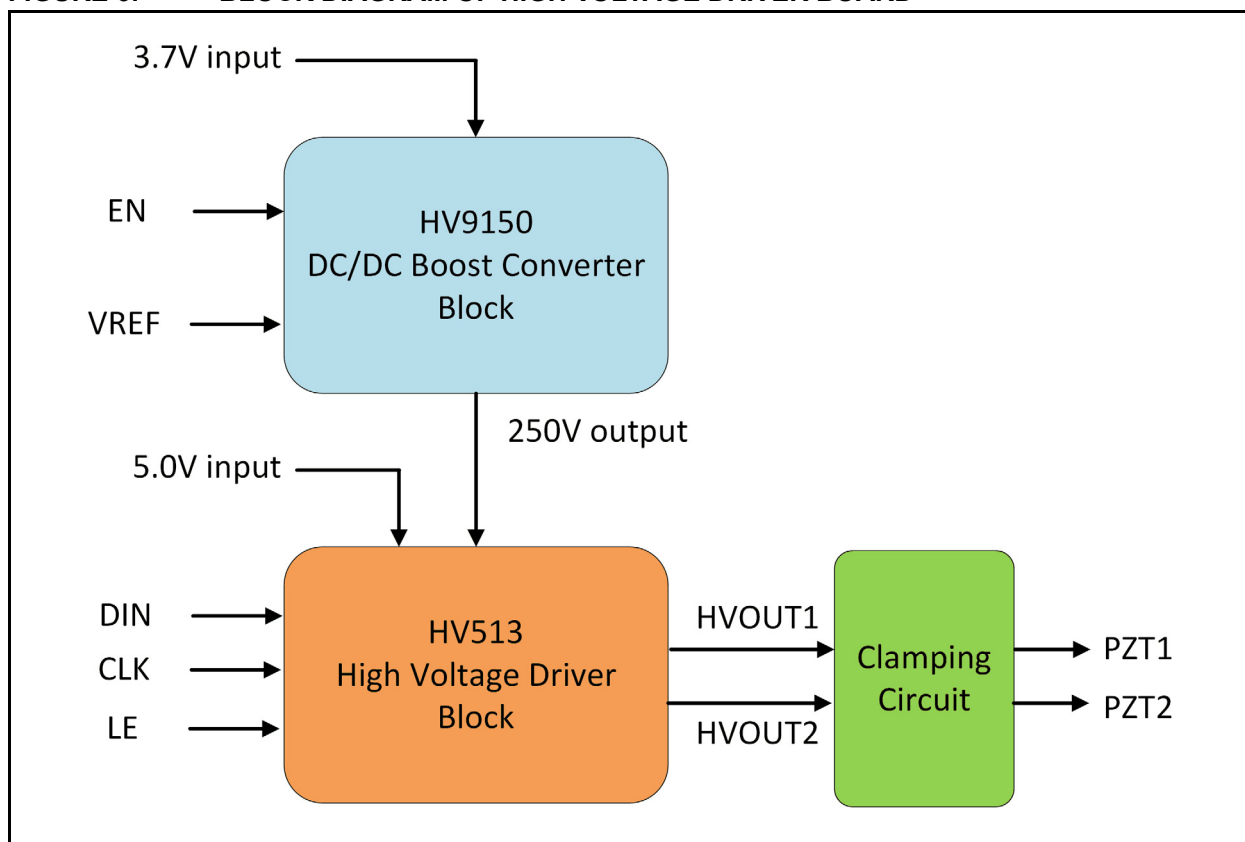 3.7V input
EN
VREF
HV9150
DC/DC Boost Converter
Block
250V output
5.0V input
DIN
CLK
LE
HV513
High Voltage Driver
Block
HVOUT1
HVOUT2
Clamping
Circuit
PZT1
PZT2